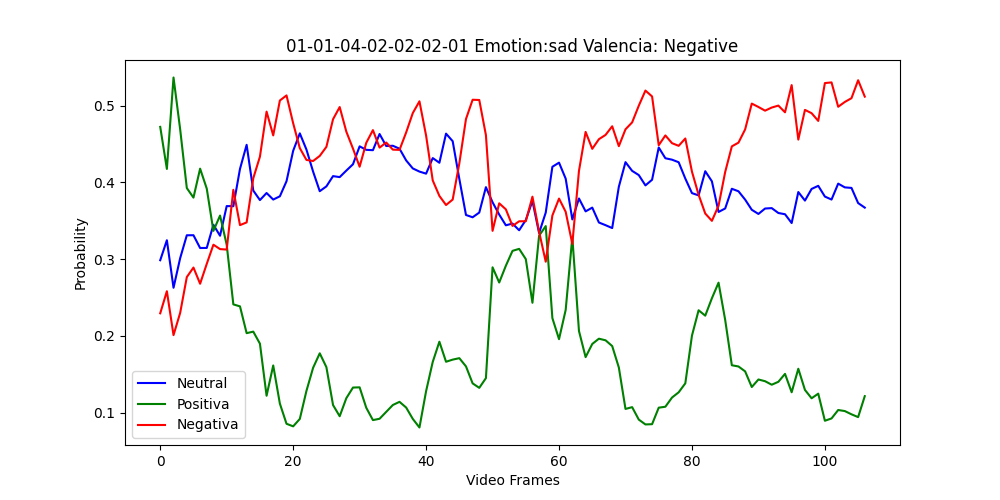 01-01-04-02-02-02-01 Emotion:sad Valencia: Negative
Probability
0.5
0.4
0.3
0.2
0.1
Neutral
Positiva
Negativa
0 20 40 60 80 100
Video Frames